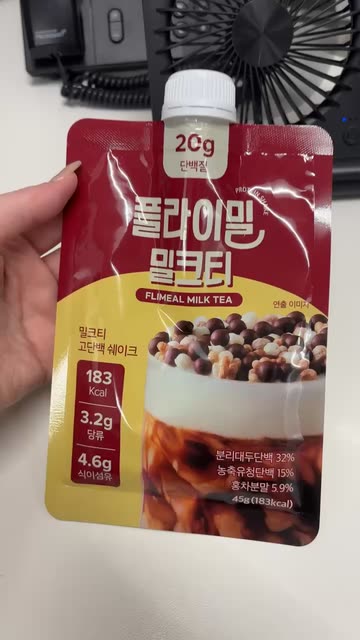 20g
단백질
PROTEIN SHAKE
플라이밀
밀크티
FLIMEAL MILK TEA
연출 이미지
밀크티
고단백 쉐이크
183
Kcal
3.2g
당류
4.6g
식이섬유
분리대두단백 32%
농축유청단백 15%
홍차분말 5.9%
45g (183kcal)